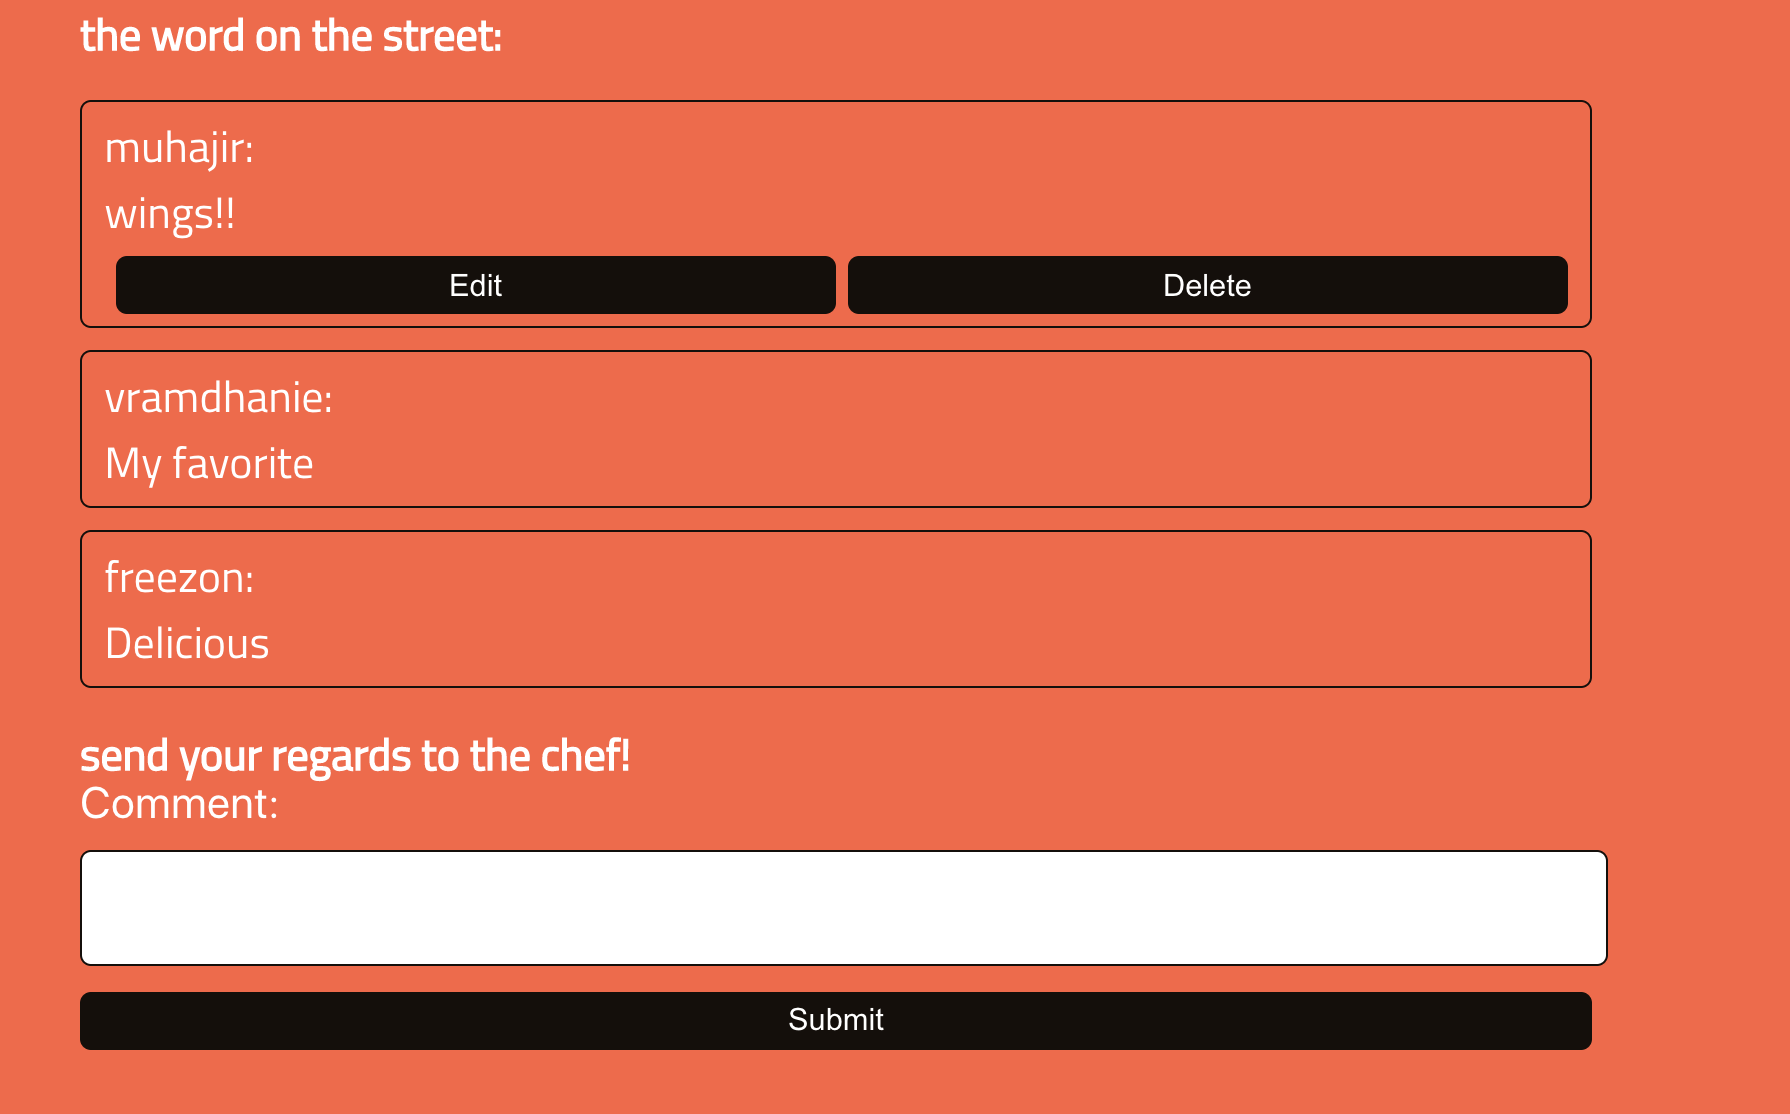 the word on the street:
muhajir:
wings!!
Edit Delete
vramdhanie:
My favorite
freezon:
Delicious
send your regards to the chef!
Comment:
Submit